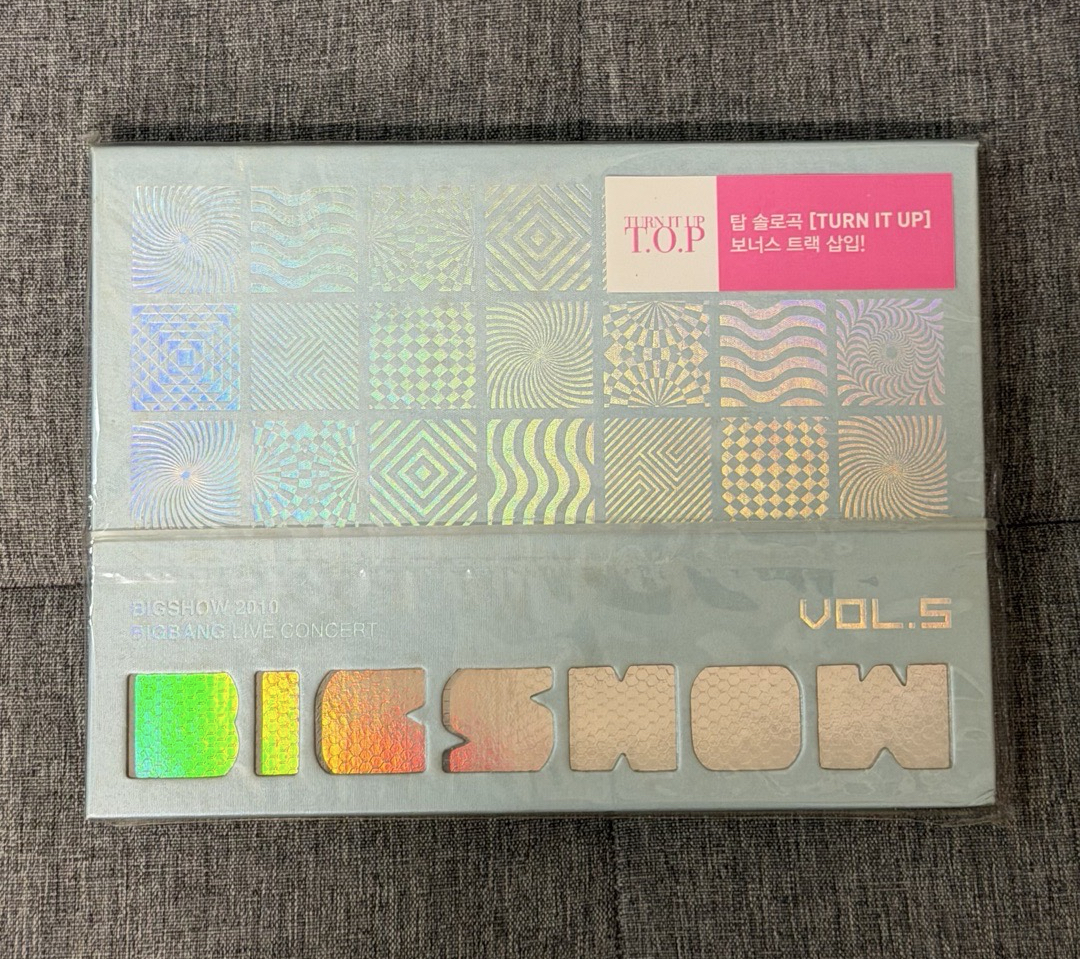 TURN IT UP
T.O.P
탑 솔로곡 [TURN IT UP]
보너스 트랙 삽입!
BIGSHOW 2010
BIGBANG LIVE CONCERT
VOL.5
BIGSHOW